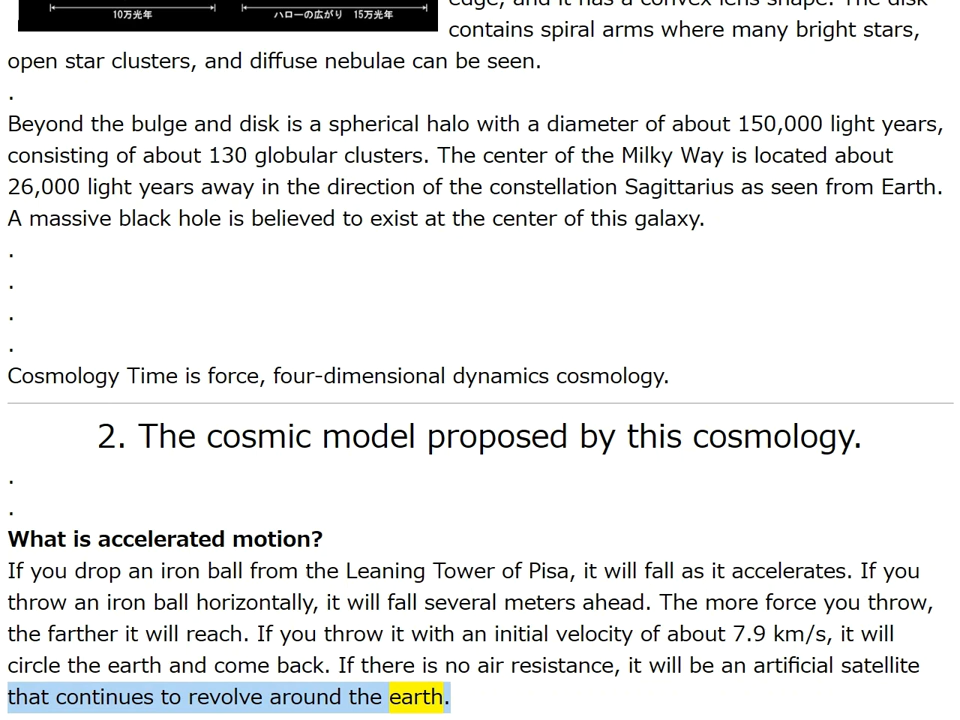 edge, and it has a convex lens shape. The disk
10万光年
ハローの広がり 15万光年
contains spiral arms where many bright stars,
open star clusters, and diffuse nebulae can be seen.
.
Beyond the bulge and disk is a spherical halo with a diameter of about 150,000 light years,
consisting of about 130 globular clusters. The center of the Milky Way is located about
26,000 light years away in the direction of the constellation Sagittarius as seen from Earth.
A massive black hole is believed to exist at the center of this galaxy.
.
.
.
.
Cosmology Time is force, four-dimensional dynamics cosmology.
2. The cosmic model proposed by this cosmology.
.
.
What is accelerated motion?
If you drop an iron ball from the Leaning Tower of Pisa, it will fall as it accelerates. If you
throw an iron ball horizontally, it will fall several meters ahead. The more force you throw,
the farther it will reach. If you throw it with an initial velocity of about 7.9 km/s, it will
circle the earth and come back. If there is no air resistance, it will be an artificial satellite
that continues to revolve around the earth.